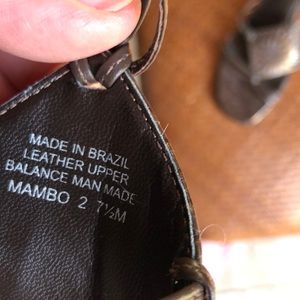 MADE IN BRAZIL
LEATHER UPPER
BALANCE MAN MADE
MAMBO 2 7½M